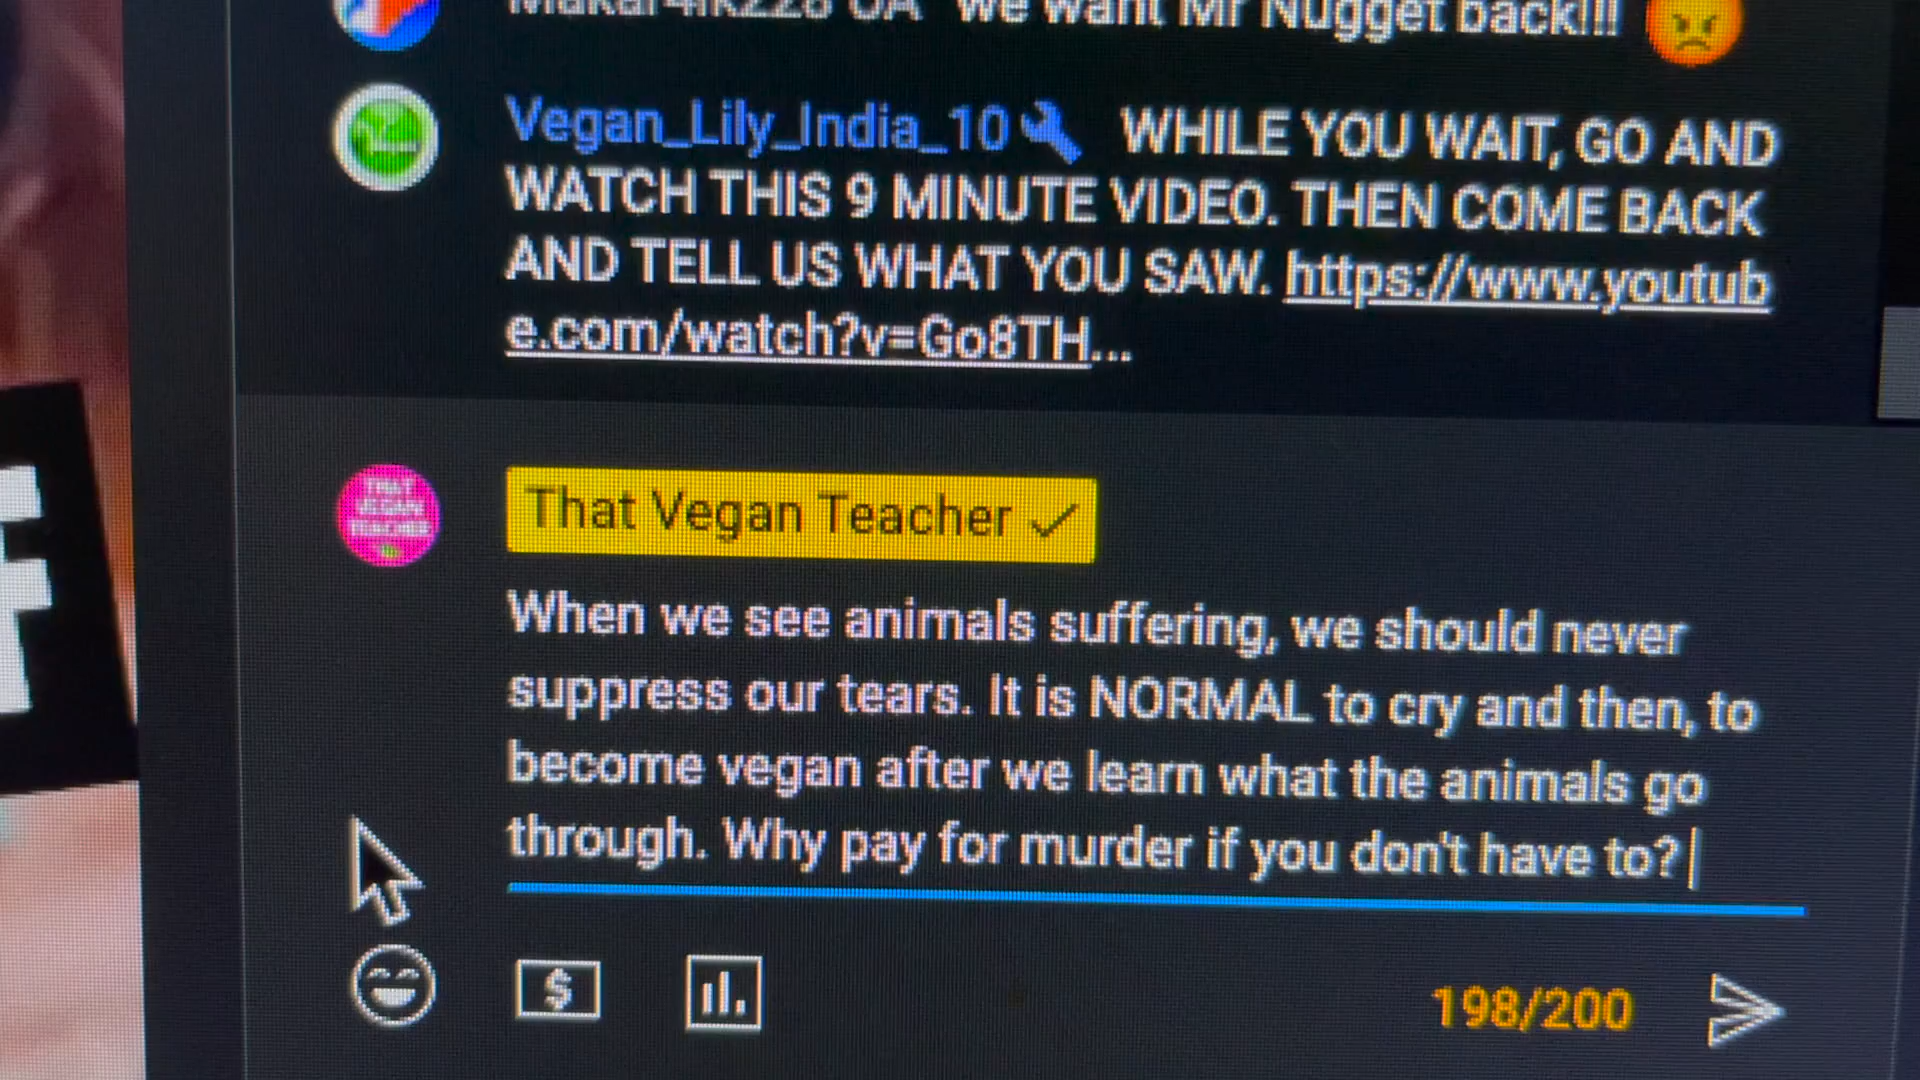 we want Mr Nugget back!!!
Vegan_Lily_India_10 WHILE YOU WAIT, GO AND
WATCH THIS 9 MINUTE VIDEO. THEN COME BACK
AND TELL US WHAT YOU SAW. https://www.youtub
e.com/watch?v=Go8TH...
THAT
VEGAN
TEACHER
That Vegan Teacher ✓
When we see animals suffering, we should never
suppress our tears. It is NORMAL to cry and then, to
become vegan after we learn what the animals go
through. Why pay for murder if you don't have to?
$
198/200